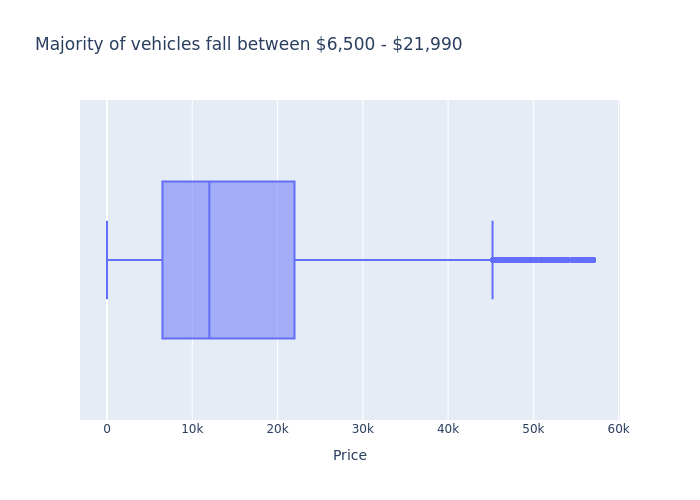 Majority of vehicles fall between $6,500 - $21,990
0 10k 20k 30k 40k 50k 60k
Price